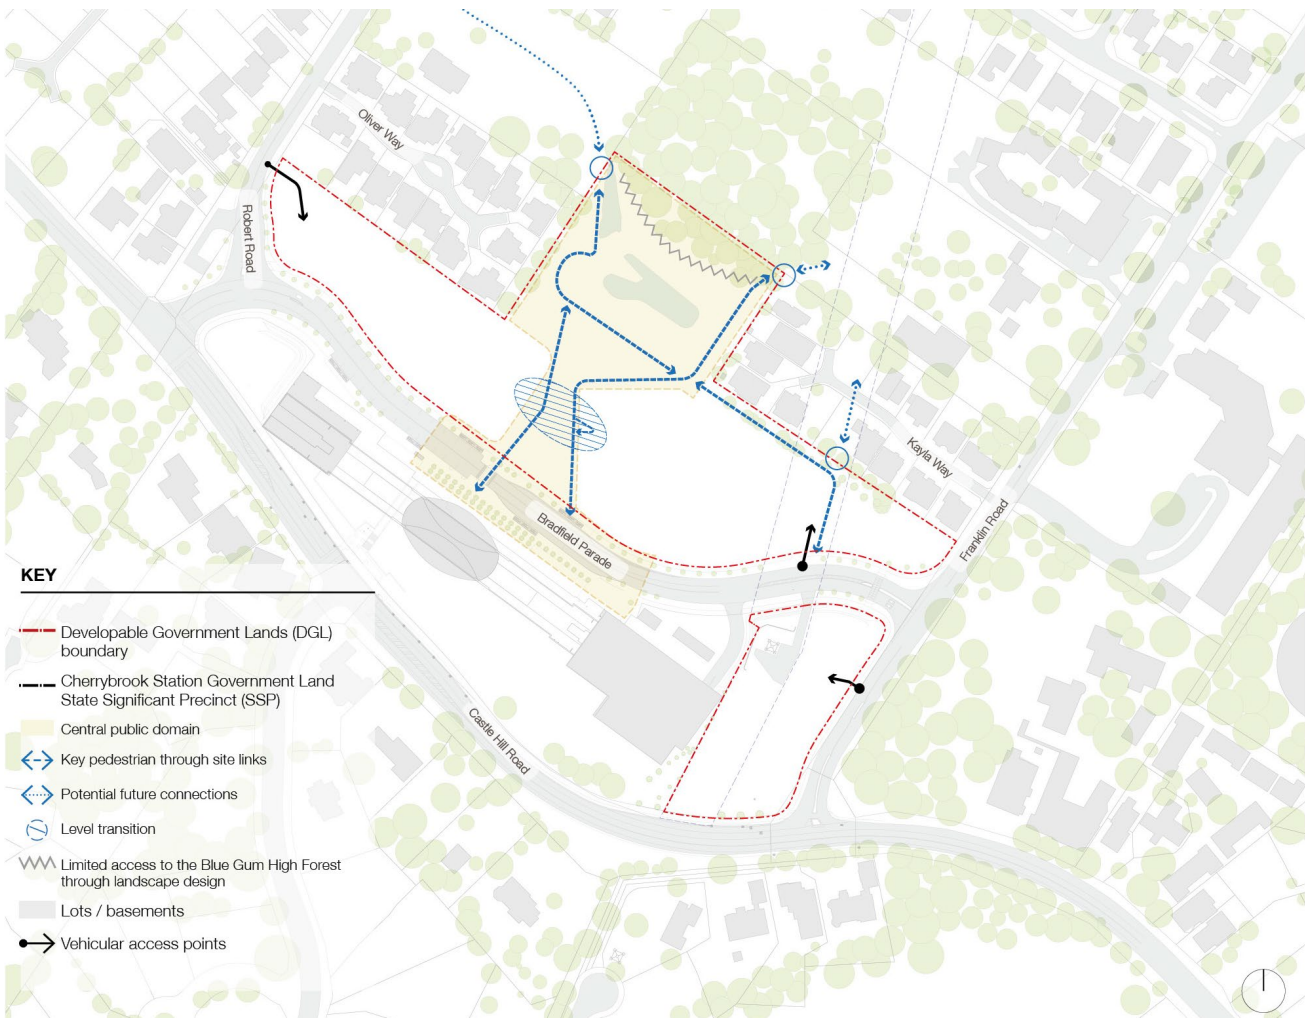 Oliver Way
Robert Road
Kayla Way
Franklin Road
Bradfield Parade
Castle Hill Road
KEY
Developable Government Lands (DGL)
boundary
Cherrybrook Station Government Land
State Significant Precinct (SSP)
Central public domain
Key pedestrian through site links
Potential future connections
Level transition
Limited access to the Blue Gum High Forest
through landscape design
Lots / basements
Vehicular access points